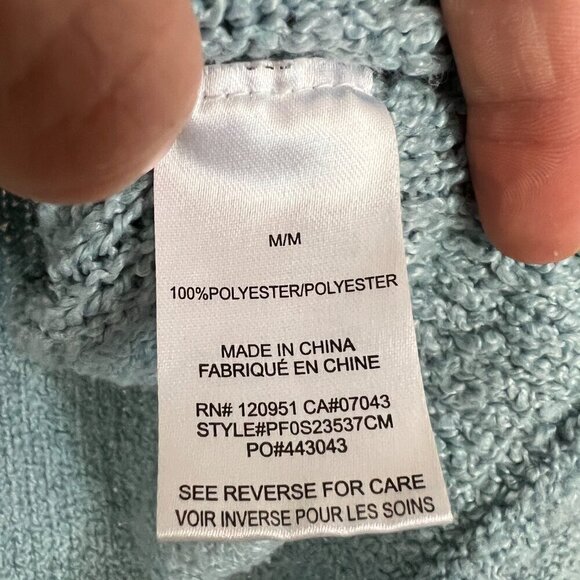 M/M
100%POLYESTER/POLYESTER
MADE IN CHINA
FABRIQUÉ EN CHINE
RN# 120951 CA#07043
STYLE#PF0S23537CM
PO#443043
SEE REVERSE FOR CARE
VOIR INVERSE POUR LES SOINS